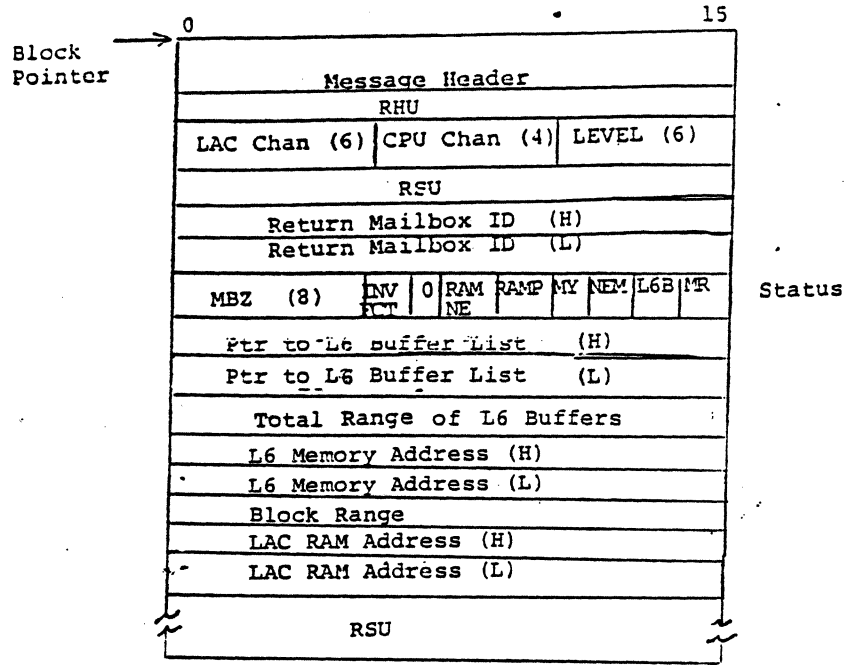 0 15
Block
Pointer
Message Header
RHU
LAC Chan (6) CPU Chan (4) LEVEL (6)
RSU
Return Mailbox ID (H)
Return Mailbox ID (L)
MBZ (8) INV FCT 0 RAM NE RAMP MY NEM L6B MR Status
Ptr to L6 Buffer List (H)
Ptr to L6 Buffer List (L)
Total Range of L6 Buffers
L6 Memory Address (H)
L6 Memory Address (L)
Block Range
LAC RAM Address (H)
LAC RAM Address (L)
RSU